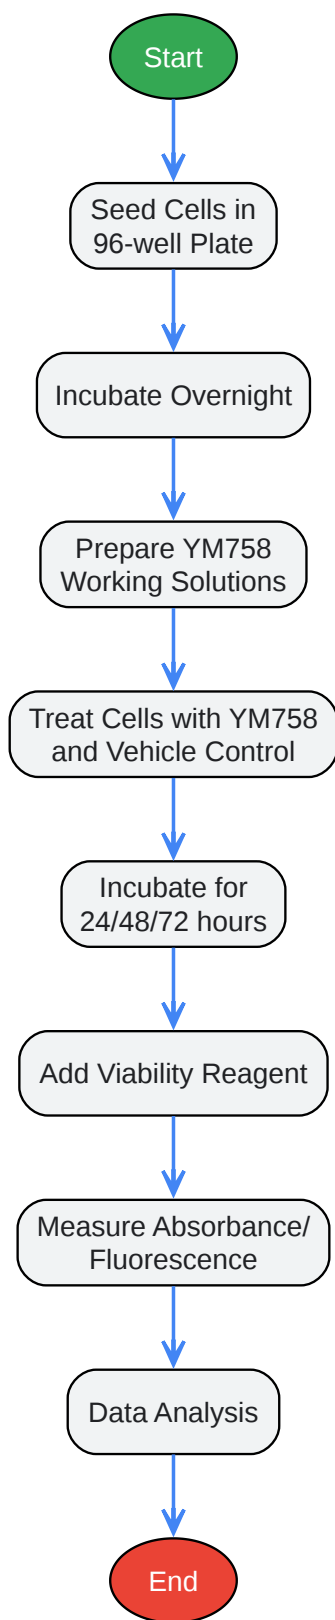 Start
Seed Cells in
96-well Plate
Incubate Overnight
Prepare YM758
Working Solutions
Treat Cells with YM758
and Vehicle Control
Incubate for
24/48/72 hours
Add Viability Reagent
Measure Absorbance/
Fluorescence
Data Analysis
End